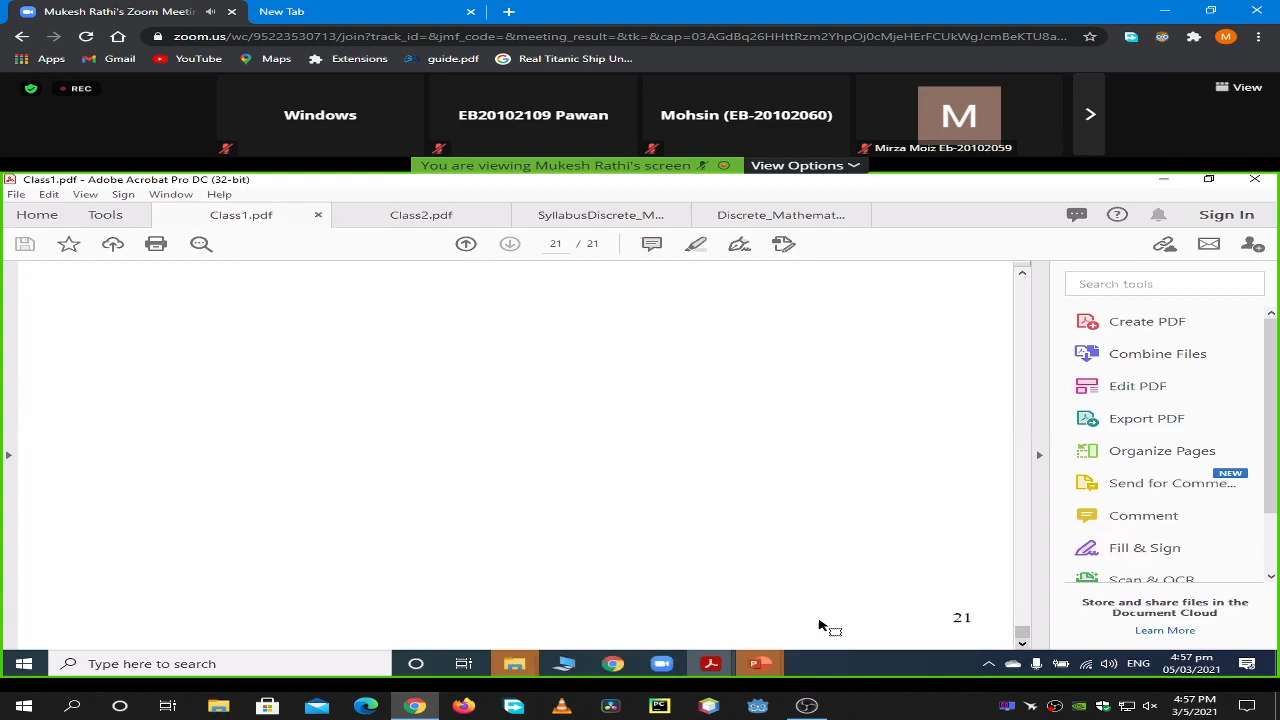 Mukesh Rathi's Zoom Meetin
New Tab
zoom.us/wc/95223530713/join?track_id=&jmf_code=&meeting_result=&tk=&cap=03AGdBq26HHttRzm2YhpOj0cMjeHErFCUkWgJcmBeKTU8a...
M
Apps
Gmail
YouTube
Maps
Extensions
guide.pdf
Real Titanic Ship Un...
REC
Windows
EB20102109 Pawan
Mohsin (EB-20102060)
M
Mirza Moiz Eb-20102059
View
You are viewing Mukesh Rathi's screen
View Options
Class1.pdf - Adobe Acrobat Pro DC (32-bit)
File Edit View Sign Window Help
Home Tools
Class1.pdf
Class2.pdf
SyllabusDiscrete_M...
Discrete_Mathemat...
Sign In
21 / 21
Search tools
Create PDF
Combine Files
Edit PDF
Export PDF
Organize Pages
NEW
Send for Comme...
Comment
Fill & Sign
Scan & OCR
Store and share files in the
Document Cloud
Learn More
21
Type here to search
ENG
4:57 pm
05/03/2021
4:57 PM
3/5/2021